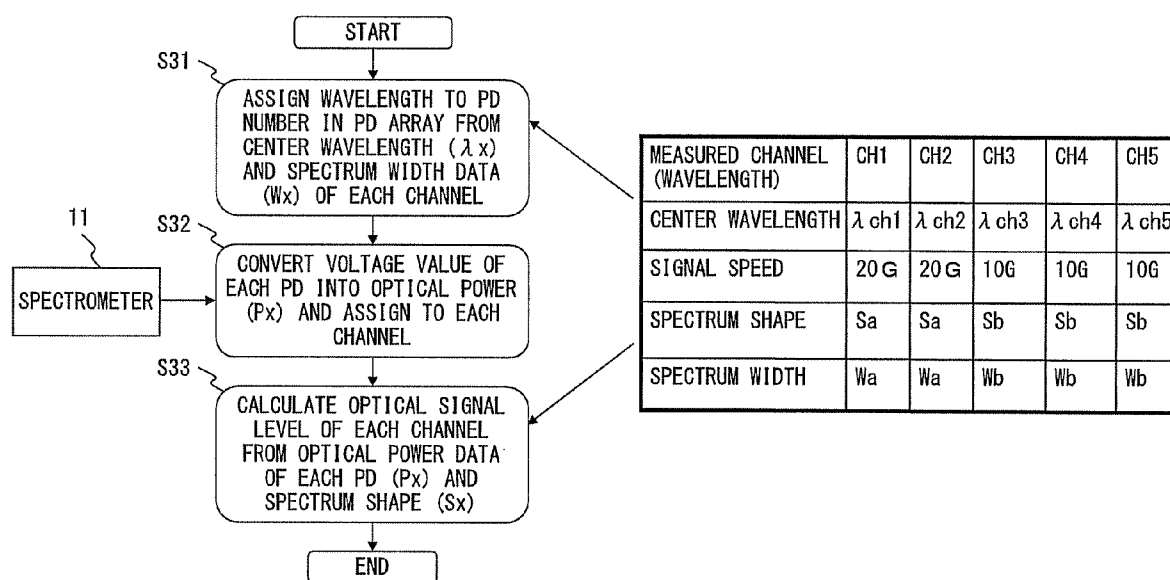 START
S31
ASSIGN WAVELENGTH TO PD
NUMBER IN PD ARRAY FROM
CENTER WAVELENGTH (λx)
AND SPECTRUM WIDTH DATA
(Wx) OF EACH CHANNEL
11
SPECTROMETER
S32
CONVERT VOLTAGE VALUE OF
EACH PD INTO OPTICAL POWER
(Px) AND ASSIGN TO EACH
CHANNEL
S33
CALCULATE OPTICAL SIGNAL
LEVEL OF EACH CHANNEL
FROM OPTICAL POWER DATA
OF EACH PD (Px) AND
SPECTRUM SHAPE (Sx)
END
MEASURED CHANNEL CH1 CH2 CH3 CH4 CH5
(WAVELENGTH)
CENTER WAVELENGTH λch1 λch2 λch3 λch4 λch5
SIGNAL SPEED 20G 20G 10G 10G 10G
SPECTRUM SHAPE Sa Sa Sb Sb Sb
SPECTRUM WIDTH Wa Wa Wb Wb Wb